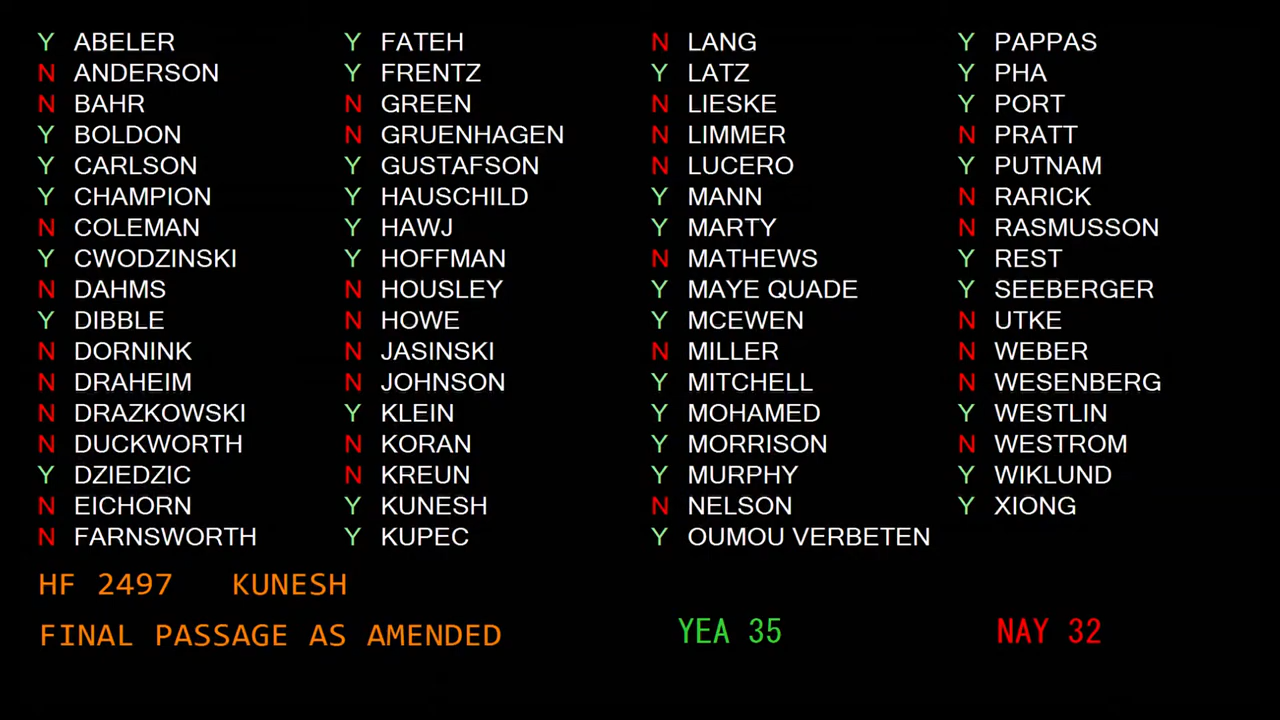 Y ABELER Y FATEH N LANG Y PAPPAS
N ANDERSON Y FRENTZ Y LATZ Y PHA
N BAHR N GREEN N LIESKE Y PORT
Y BOLDON N GRUENHAGEN N LIMMER N PRATT
Y CARLSON Y GUSTAFSON N LUCERO Y PUTNAM
Y CHAMPION Y HAUSCHILD Y MANN N RARICK
N COLEMAN Y HAWJ Y MARTY N RASMUSSON
Y CWODZINSKI Y HOFFMAN N MATHEWS Y REST
N DAHMS N HOUSLEY Y MAYE QUADE Y SEEBERGER
Y DIBBLE N HOWE Y MCEWEN N UTKE
N DORNINK N JASINSKI N MILLER N WEBER
N DRAHEIM N JOHNSON Y MITCHELL N WESENBERG
N DRAZKOWSKI Y KLEIN Y MOHAMED Y WESTLIN
N DUCKWORTH N KORAN Y MORRISON N WESTROM
Y DZIEDZIC N KREUN Y MURPHY Y WIKLUND
N EICHORN Y KUNESH N NELSON Y XIONG
N FARNSWORTH Y KUPEC Y OUMOU VERBETEN
HF 2497 KUNESH
FINAL PASSAGE AS AMENDED YEA 35 NAY 32